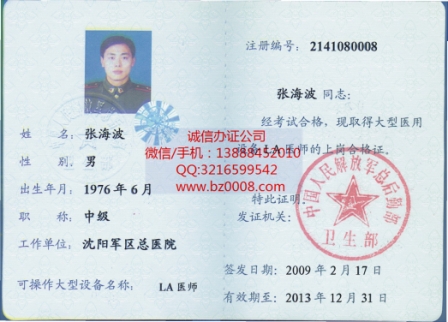 姓 名: 张海波
性 别: 男
出生年月: 1976 年 6 月
职 称: 中级
工作单位: 沈阳军区总医院
可操作大型设备名称: LA 医师
注册编号: 2141080008
张海波 同志:
经考试合格, 现取得大型医用
设备 LA 医师的上岗合格证。
特此证明。
发证机关:
中国人民解放军总后勤部
卫生部
签发日期: 2009 年 2 月 17 日
有效期至: 2013 年 12 月 31 日
诚信办证公司
微信/手机: 13888452010
QQ:3216599542
www.bz0008.com